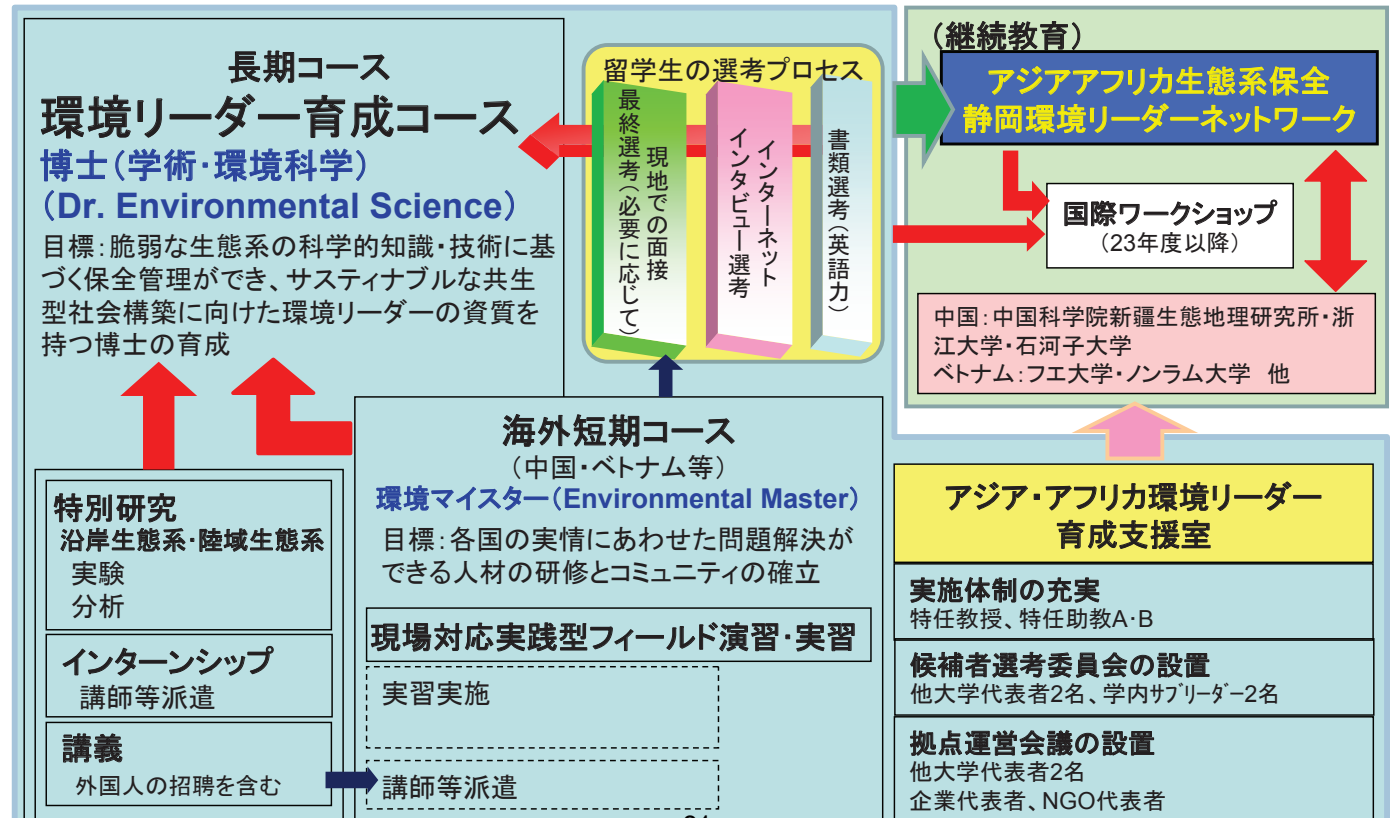 長期コース
環境リーダー育成コース
博士(学術・環境科学)
(Dr. Environmental Science)
目標:脆弱な生態系の科学的知識・技術に基
づく保全管理ができ、サスティナブルな共生
型社会構築に向けた環境リーダーの資質を
持つ博士の育成
特別研究
沿岸生態系・陸域生態系
実験
分析
インターンシップ
講師等派遣
講義
外国人の招聘を含む
留学生の選考プロセス
最終選考(必要に応じて)
現地での面接
インターネット
インタビュー選考
書類選考(英語力)
海外短期コース
(中国・ベトナム等)
環境マイスター(Environmental Master)
目標:各国の実情にあわせた問題解決が
できる人材の研修とコミュニティの確立
現場対応実践型フィールド演習・実習
実習実施
講師等派遣
(継続教育)
アジアアフリカ生態系保全
静岡環境リーダーネットワーク
国際ワークショップ
(23年度以降)
中国:中国科学院新疆生態地理研究所・浙
江大学・石河子大学
ベトナム:フエ大学・ノンラム大学 他
アジア・アフリカ環境リーダー
育成支援室
実施体制の充実
特任教授、特任助教A・B
候補者選考委員会の設置
他大学代表者2名、学内サブリーダー2名
拠点運営会議の設置
他大学代表者2名
企業代表者、NGO代表者